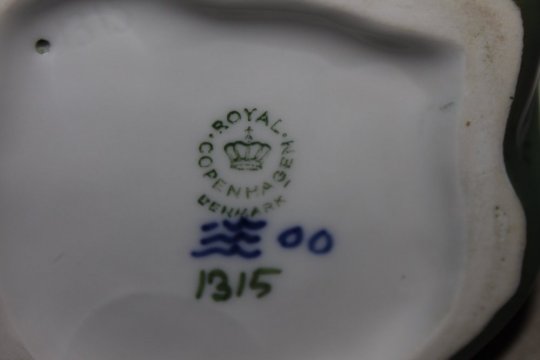 ROYAL
COPENHAGEN
DENMARK
00
1315